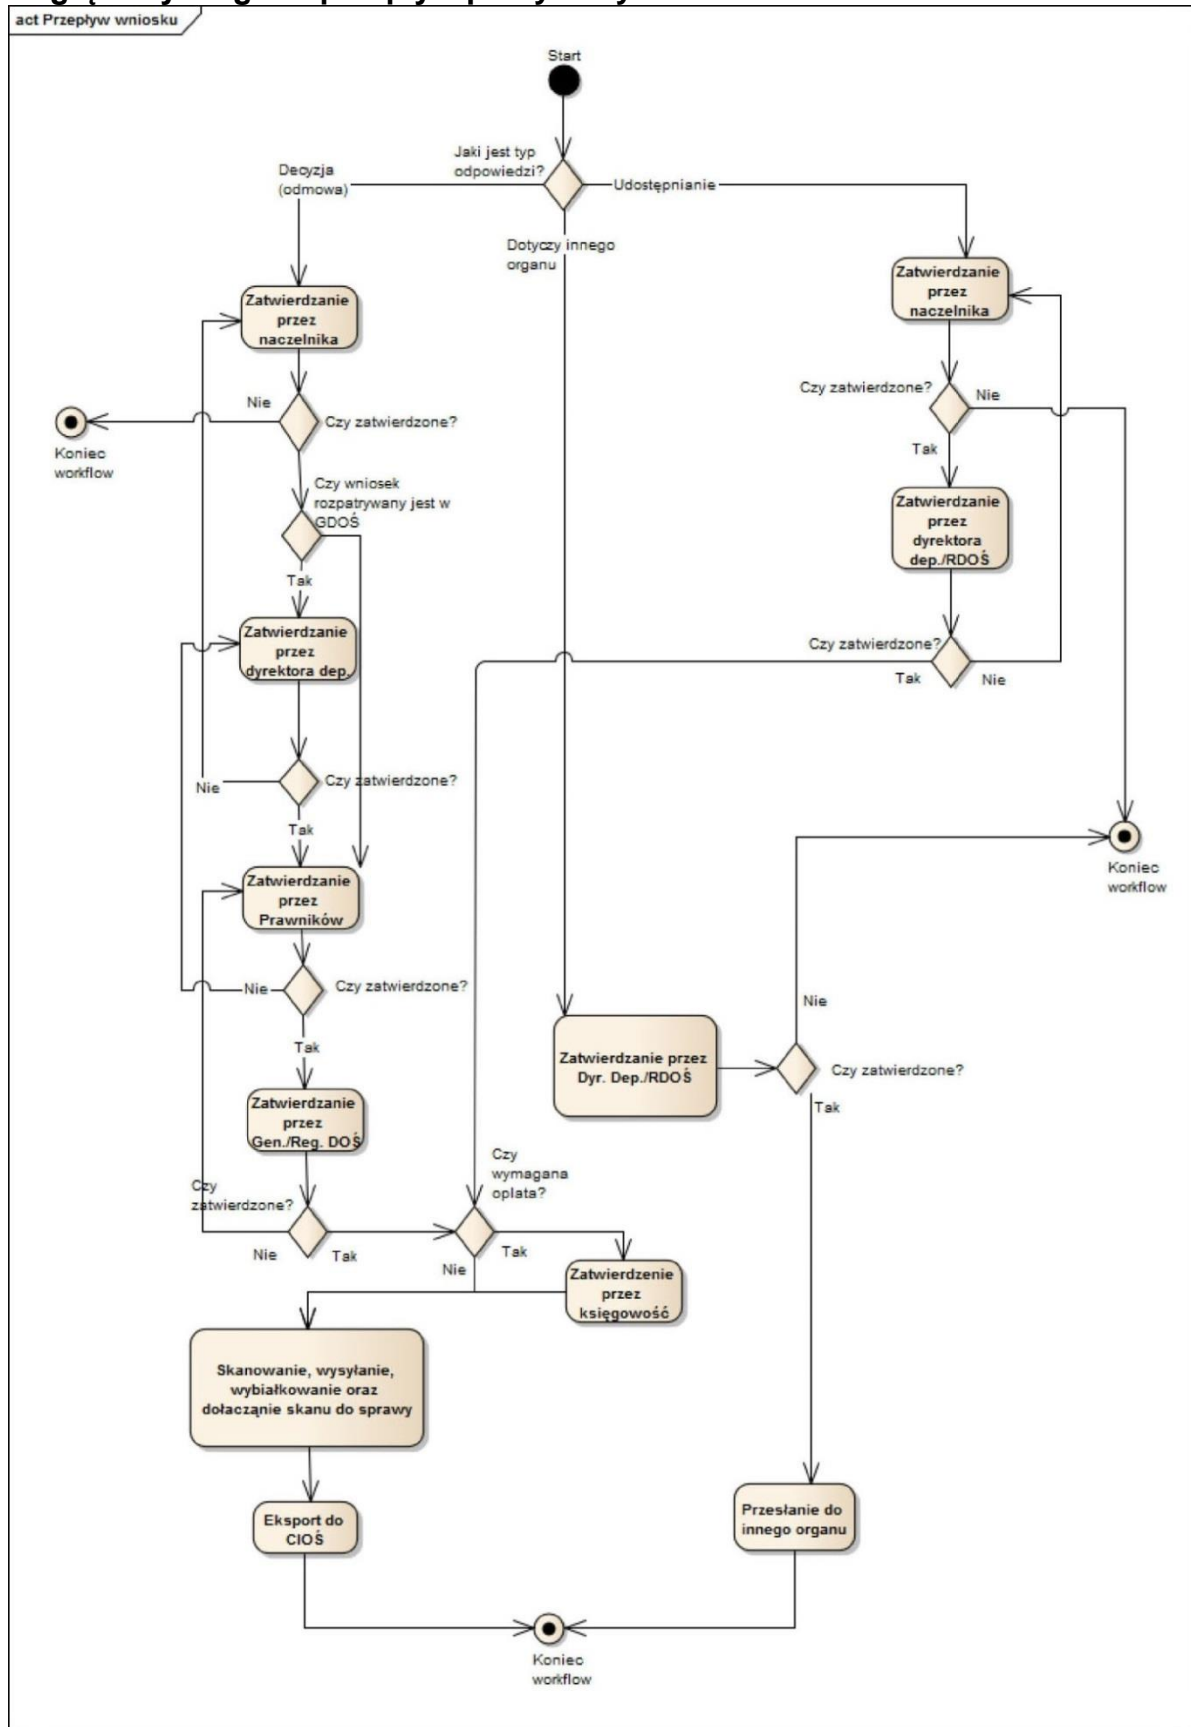 act Przepływ wniosku
Start
Jaki jest typ
odpowiedzi?
Decyzja
(odmowa)
Udostępnianie
Dotyczy innego
organu
Zatwierdzanie
przez
naczelnika
Zatwierdzanie
przez
naczelnika
Nie
Czy zatwierdzone?
Koniec
workflow
Czy zatwierdzone?
Nie
Tak
Czy wniosek
rozpatrywany jest w
GDOŚ
Tak
Zatwierdzanie
przez
dyrektora
dep./RDOŚ
Zatwierdzanie
przez
dyrektora dep.
Czy zatwierdzone?
Tak
Nie
Nie
Czy zatwierdzone?
Tak
Koniec
workflow
Zatwierdzanie
przez
Prawników
Nie
Czy zatwierdzone?
Tak
Nie
Zatwierdzanie przez
Dyr. Dep./RDOŚ
Czy zatwierdzone?
Tak
Zatwierdzanie
przez
Gen./Reg. DOŚ
Czy
zatwierdzone?
Nie
Tak
Czy
wymagana
opłata?
Nie
Tak
Zatwierdzenie
przez
księgowość
Skanowanie, wysyłanie,
wybiałkowanie oraz
dołacząnie skanu do sprawy
Eksport do
CIOŚ
Przesłanie do
innego organu
Koniec
workflow